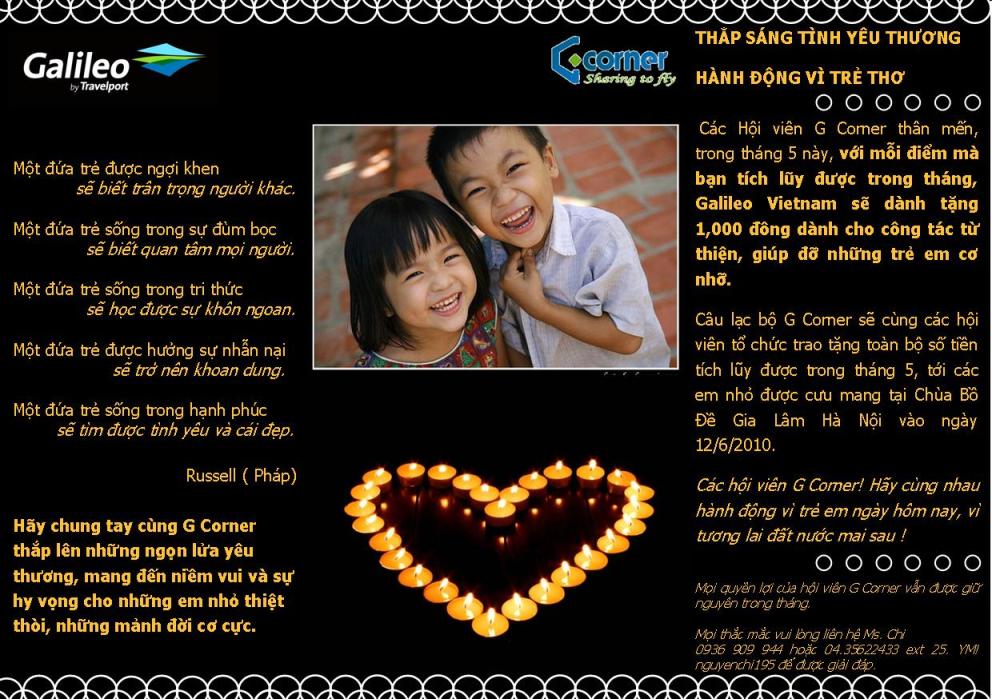 Galileo
by Travelport
G corner
Sharing to fly
Một đứa trẻ được ngợi khen
sẽ biết trân trọng người khác.
Một đứa trẻ sống trong sự đùm bọc
sẽ biết quan tâm mọi người.
Một đứa trẻ sống trong tri thức
sẽ học được sự khôn ngoan.
Một đứa trẻ được hưởng sự nhẫn nại
sẽ trở nên khoan dung.
Một đứa trẻ sống trong hạnh phúc
sẽ tìm được tình yêu và cái đẹp.
Russell ( Pháp)
Hãy chung tay cùng G Corner
thắp lên những ngọn lửa yêu
thương, mang đến niềm vui và sự
hy vọng cho những em nhỏ thiệt
thòi, những mảnh đời cơ cực.
THẮP SÁNG TÌNH YÊU THƯƠNG
HÀNH ĐỘNG VÌ TRẺ THƠ
Các Hội viên G Corner thân mến,
trong tháng 5 này, với mỗi điểm mà
bạn tích lũy được trong tháng,
Galileo Vietnam sẽ dành tặng
1,000 đồng dành cho công tác từ
thiện, giúp đỡ những trẻ em cơ
nhỡ.
Câu lạc bộ G Corner sẽ cùng các hội
viên tổ chức trao tặng toàn bộ số tiền
tích lũy được trong tháng 5, tới các
em nhỏ được cưu mang tại Chùa Bồ
Đề Gia Lâm Hà Nội vào ngày
12/6/2010.
Các hội viên G Corner! Hãy cùng nhau
hành động vì trẻ em ngày hôm nay, vì
tương lai đất nước mai sau !
Mọi quyền lợi của hội viên G Corner vẫn được giữ
nguyên trong tháng.
Mọi thắc mắc vui lòng liên hệ Ms. Chi
0936 909 944 hoặc 04.35622433 ext 25. YM!
nguyenchi195 để được giải đáp.